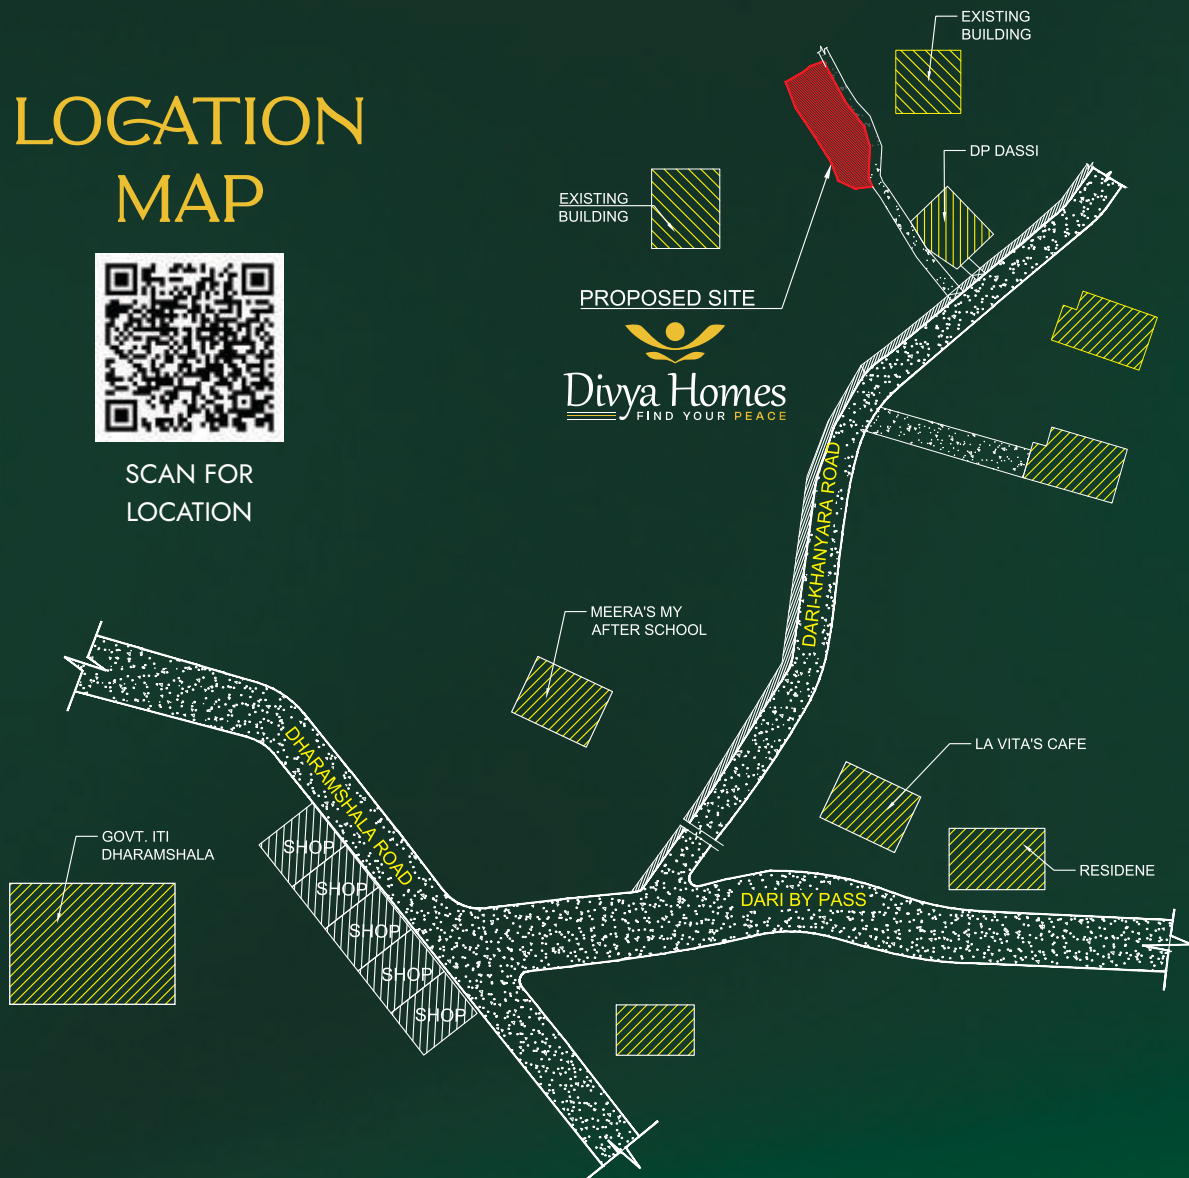 LOCATION
MAP
SCAN FOR
LOCATION
EXISTING
BUILDING
DP DASSI
EXISTING
BUILDING
PROPOSED SITE
Divya Homes
FIND YOUR PEACE
DARI-KHANYARA ROAD
MEERA'S MY
AFTER SCHOOL
DHARAMSHALA ROAD
LA VITA'S CAFE
GOVT. ITI
DHARAMSHALA
SHOP
SHOP
SHOP
SHOP
SHOP
RESIDENE
DARI BY PASS